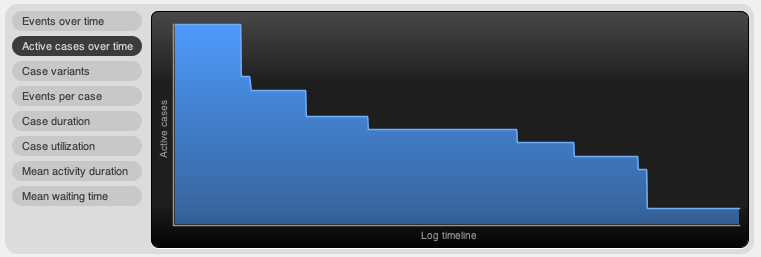 Events over time
Active cases over time
Case variants
Events per case
Case duration
Case utilization
Mean activity duration
Mean waiting time
Active cases
Log timeline